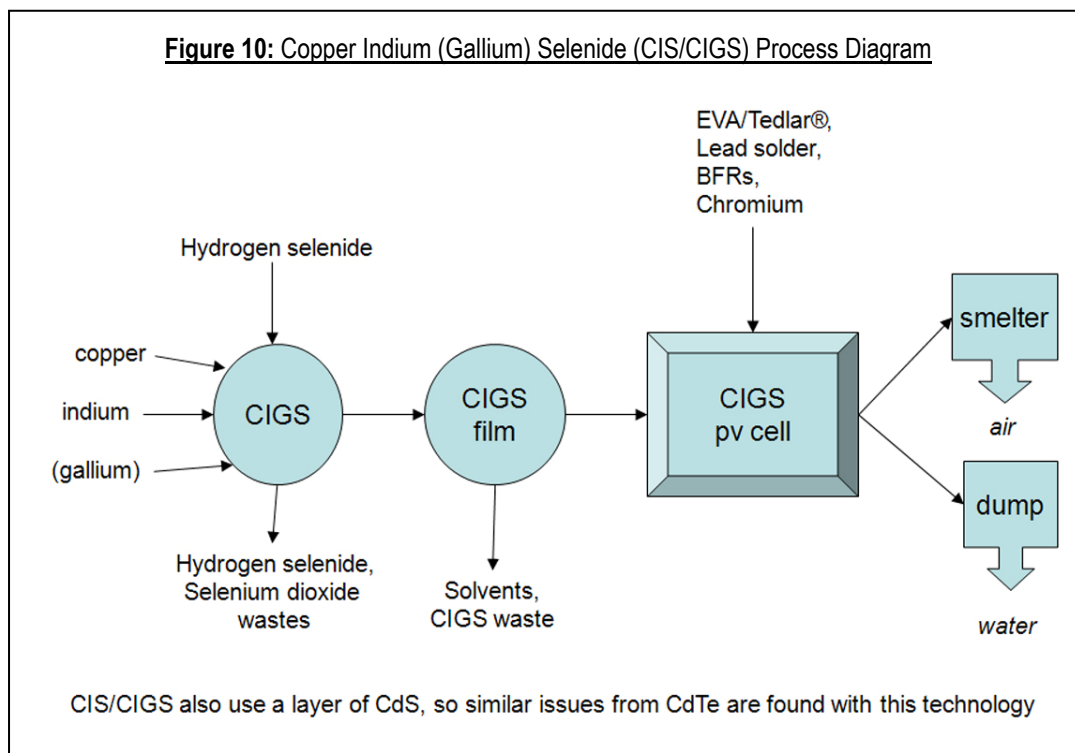 Figure 10: Copper Indium (Gallium) Selenide (CIS/CIGS) Process Diagram
EVA/Tedlar®,
Lead solder,
BFRs,
Chromium
Hydrogen selenide
copper
indium
(gallium)
CIGS
CIGS
film
CIGS
pv cell
smelter
air
dump
water
Hydrogen selenide,
Selenium dioxide
wastes
Solvents,
CIGS waste
CIS/CIGS also use a layer of CdS, so similar issues from CdTe are found with this technology